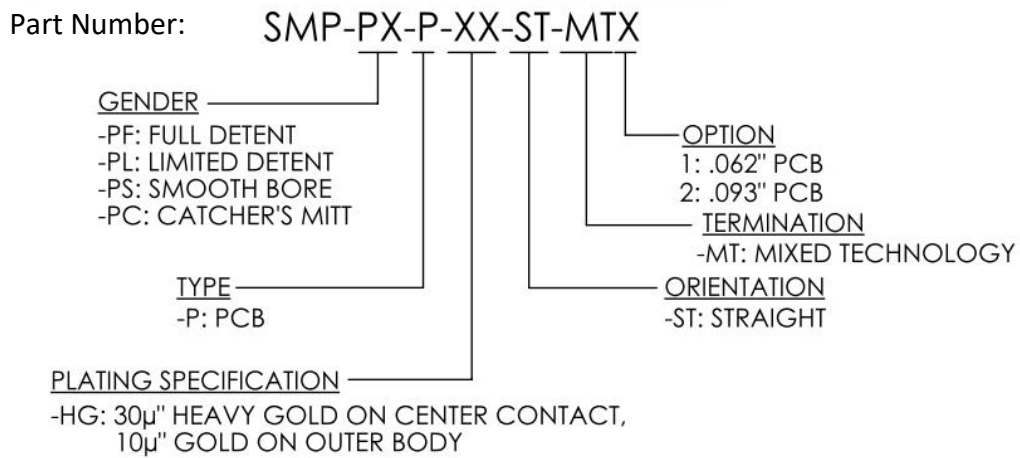 Part Number: SMP-PX-P-XX-ST-MTX
GENDER
-PF: FULL DETENT
-PL: LIMITED DETENT
-PS: SMOOTH BORE
-PC: CATCHER'S MITT
OPTION
1: .062" PCB
2: .093" PCB
TERMINATION
-MT: MIXED TECHNOLOGY
TYPE
-P: PCB
ORIENTATION
-ST: STRAIGHT
PLATING SPECIFICATION
-HG: 30µ" HEAVY GOLD ON CENTER CONTACT,
10µ" GOLD ON OUTER BODY